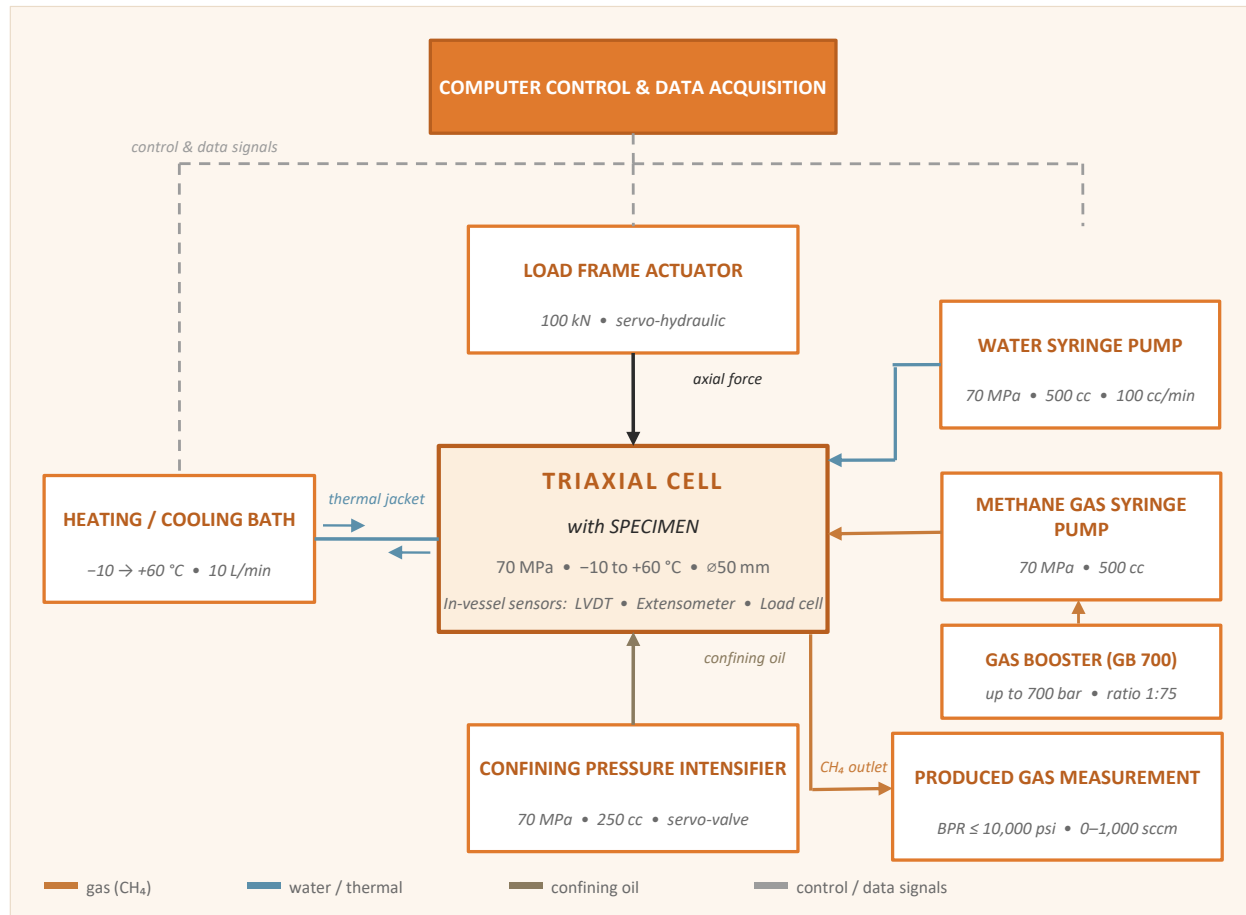 COMPUTER CONTROL & DATA ACQUISITION
control & data signals
LOAD FRAME ACTUATOR
100 kN • servo-hydraulic
axial force
WATER SYRINGE PUMP
70 MPa • 500 cc • 100 cc/min
HEATING / COOLING BATH
−10 → +60 °C • 10 L/min
thermal jacket
TRIAXIAL CELL
with SPECIMEN
70 MPa • −10 to +60 °C • ⌀50 mm
In-vessel sensors: LVDT • Extensometer • Load cell
METHANE GAS SYRINGE
PUMP
70 MPa • 500 cc
GAS BOOSTER (GB 700)
up to 700 bar • ratio 1:75
confining oil
CONFINING PRESSURE INTENSIFIER
70 MPa • 250 cc • servo-valve
CH₄ outlet
PRODUCED GAS MEASUREMENT
BPR ≤ 10,000 psi • 0–1,000 sccm
gas (CH₄)
water / thermal
confining oil
control / data signals